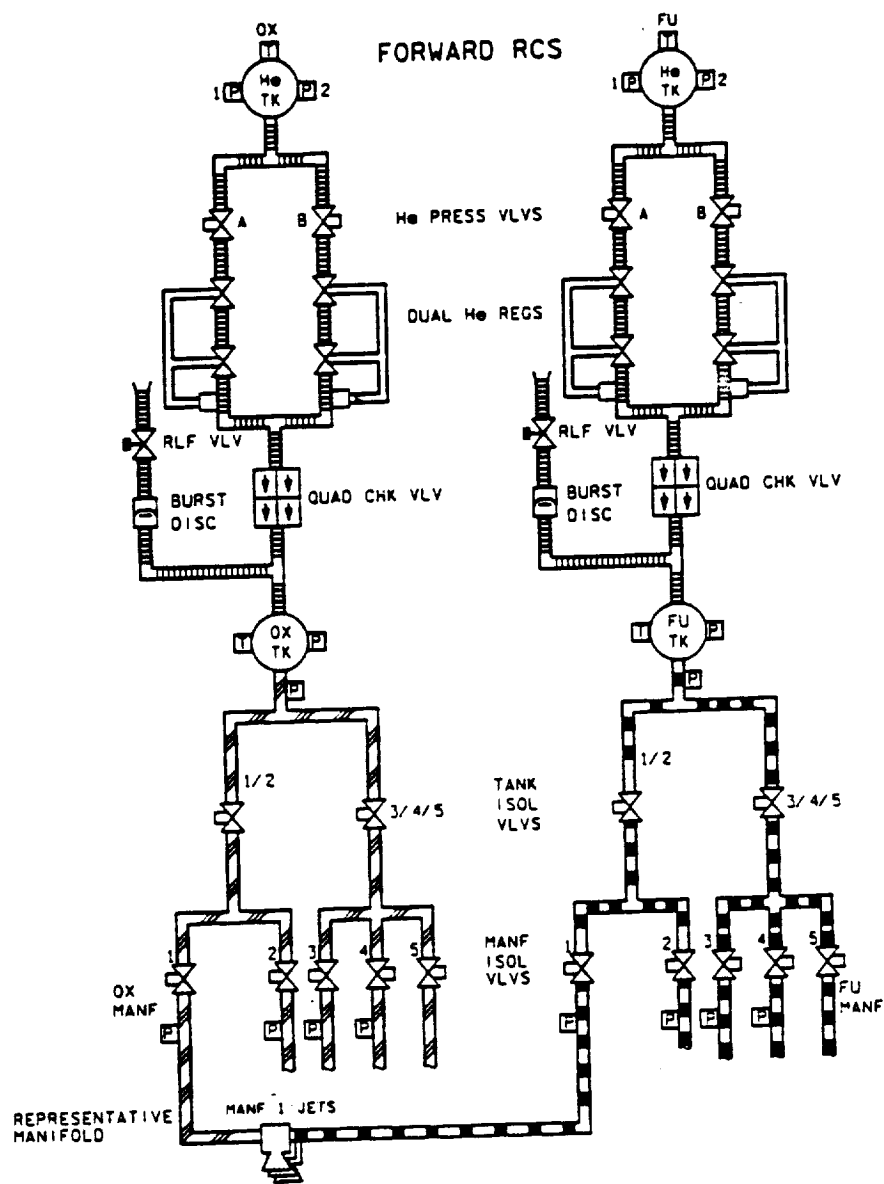 FORWARD RCS
OX
T
He
TK
1 P
P 2
FU
T
He
TK
1 P
P 2
A
B
He PRESS VLVS
A
B
DUAL He REGS
RLF VLV
BURST
DISC
QUAD CHK VLV
RLF VLV
BURST
DISC
QUAD CHK VLV
T
OX
TK
P
T
FU
TK
P
P
P
1/2
3/4/5
TANK
ISOL
VLVS
1/2
3/4/5
1
2
3
4
5
MANF
ISOL
VLVS
1
2
3
4
5
OX
MANF
FU
MANF
P
P
P
P
P
P
P
P
REPRESENTATIVE
MANIFOLD
MANF 1 JETS